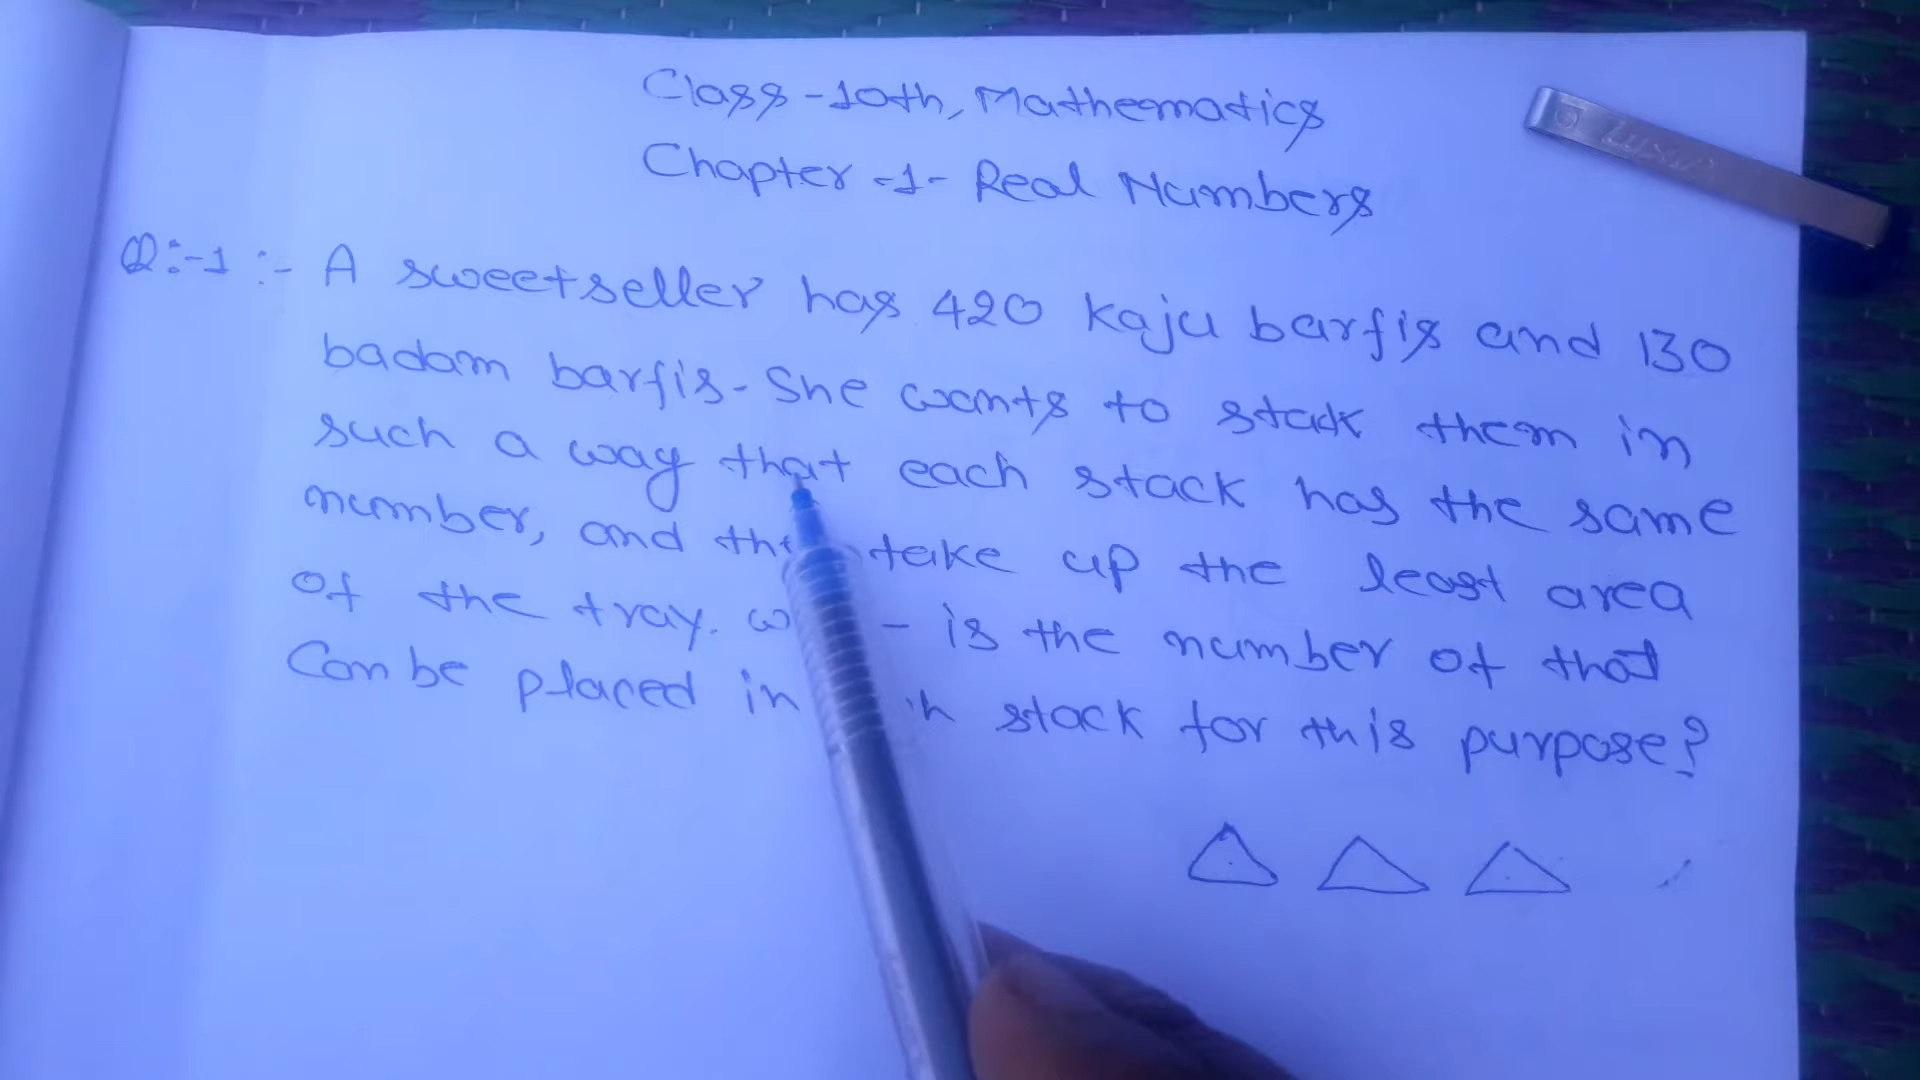 Class-10th, Mathematics
Chapter-1- Real Numbers
Q:-1:- A sweetseller has 420 kaju barfis and 130
badam barfis. She wants to stack them in
such a way that each stack has the same
number, and take up the least area
of the tray. is the number of that
Can be placed in stack for this purpose?